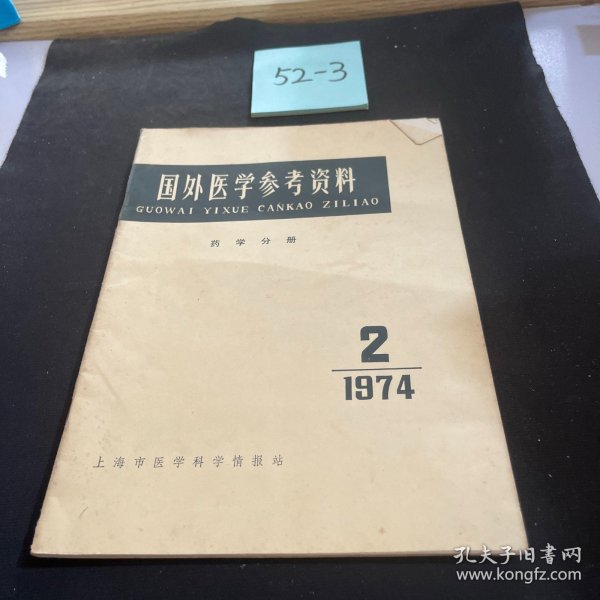 52-3
国外医学参考资料
GUOWAI YIXUE CANKAO ZILIAO
药学分册
2
1974
上海市医学科学情报站
孔夫子旧书网
www.kongfz.com